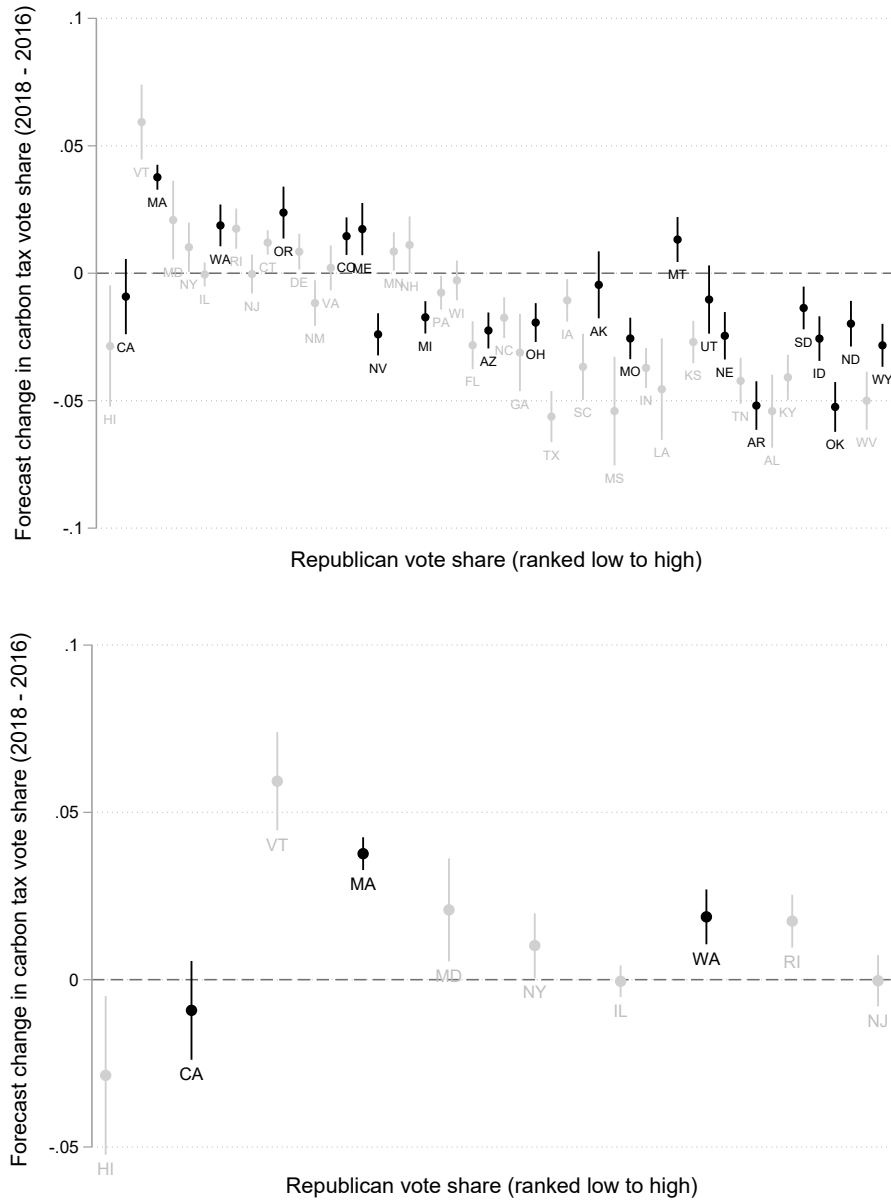 Forecast change in carbon tax vote share (2018 - 2016)
.1
.05
0
-.05
-.1
HI
CA
VT
MA
MD
NY
IL
WA
RI
NJ
CT
OR
DE
NM
VA
CO
ME
NV
MN
NH
MI
PA
WI
FL
AZ
NC
GA
OH
TX
IA
SC
AK
MS
MO
IN
LA
MT
KS
UT
NE
TN
AR
AL
KY
SD
ID
OK
ND
WV
WY
Republican vote share (ranked low to high)
Forecast change in carbon tax vote share (2018 - 2016)
.1
.05
0
-.05
HI
CA
VT
MA
MD
NY
IL
WA
RI
NJ
Republican vote share (ranked low to high)